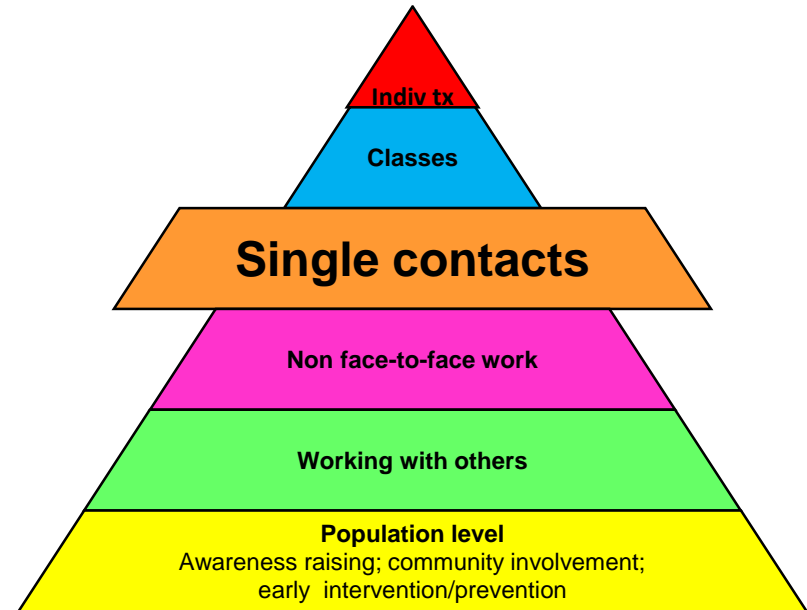 Indiv tx
Classes
Single contacts
Non face-to-face work
Working with others
Population level
Awareness raising; community involvement;
early intervention/prevention